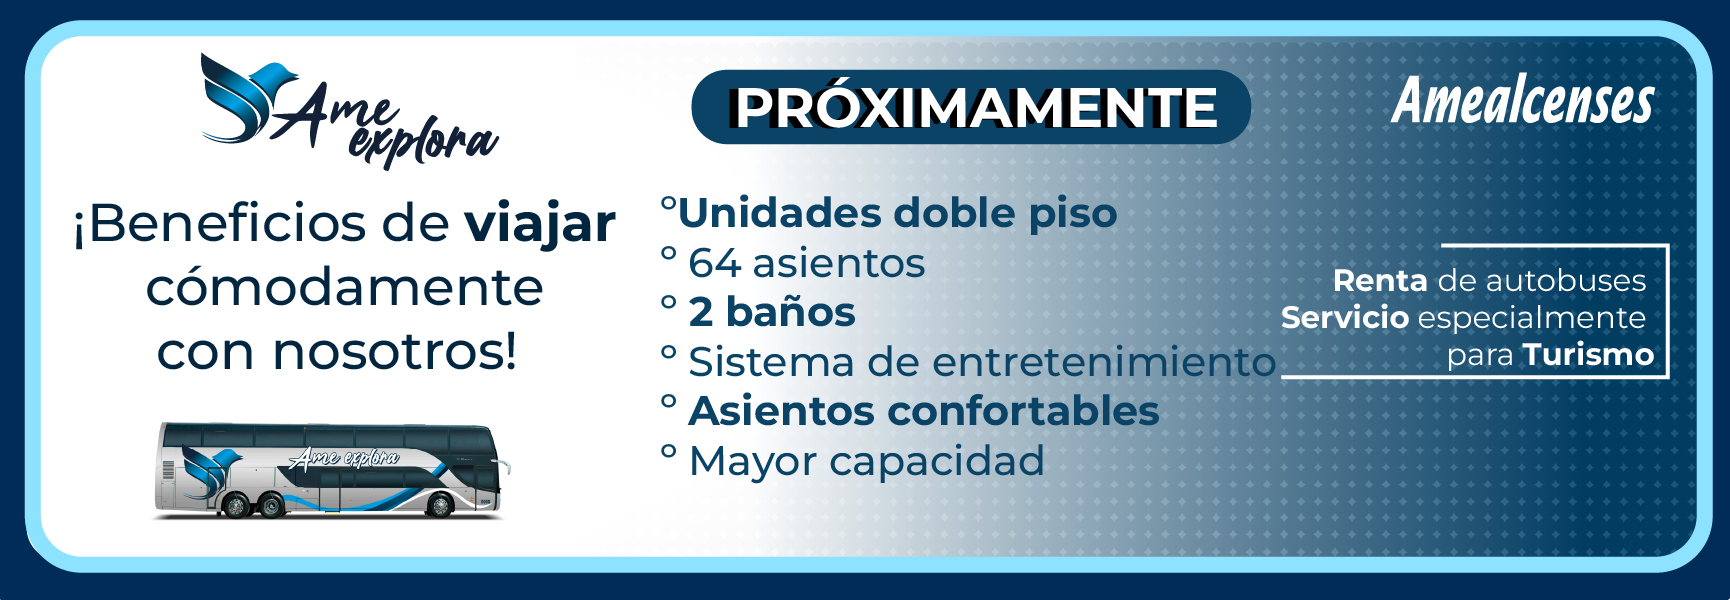 Ame
explora
¡Beneficios de viajar
cómodamente
con nosotros!
Ame explora
PRÓXIMAMENTE
ºUnidades doble piso
º 64 asientos
º 2 baños
º Sistema de entretenimiento
º Asientos confortables
º Mayor capacidad
Amealcenses
Renta de autobuses
Servicio especialmente
para Turismo